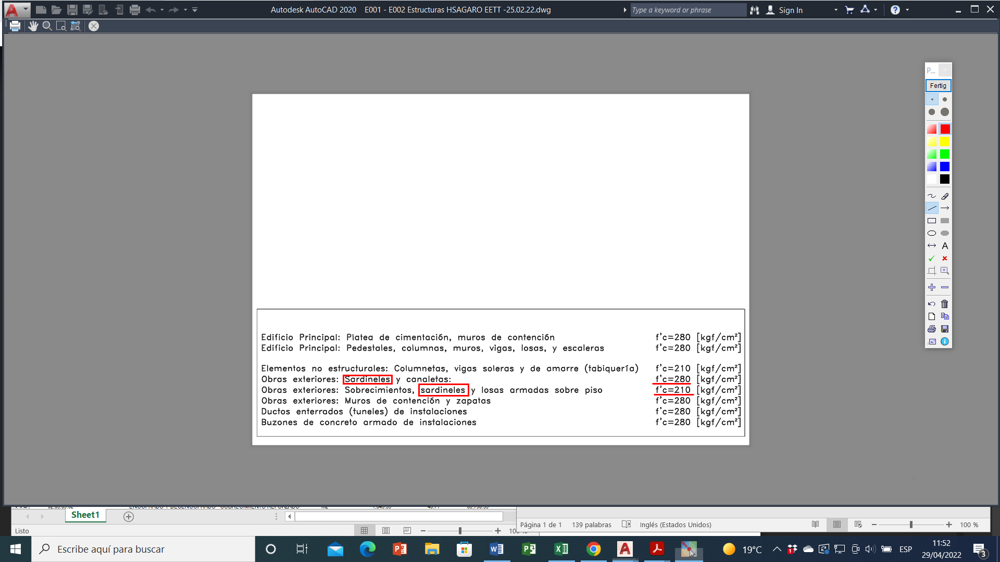 Autodesk AutoCAD 2020 E001 - E002 Estructuras HSAGARO EETT -25.02.22.dwg
Type a keyword or phrase
Sign In
P...
Fertig
Edificio Principal: Platea de cimentación, muros de contención f'c=280 [kgf/cm²]
Edificio Principal: Pedestales, columnas, muros, vigas, losas, y escaleras f'c=280 [kgf/cm²]
Elementos no estructurales: Columnetas, vigas soleras y de amarre (tabiquería) f'c=210 [kgf/cm²]
Obras exteriores: Sardineles y canaletas: f'c=280 [kgf/cm²]
Obras exteriores: Sobrecimientos, sardineles y losas armadas sobre piso f'c=210 [kgf/cm²]
Obras exteriores: Muros de contención y zapatas f'c=280 [kgf/cm²]
Ductos enterrados (tuneles) de instalaciones f'c=280 [kgf/cm²]
Buzones de concreto armado de instalaciones f'c=280 [kgf/cm²]
Sheet1
Listo
Página 1 de 1 139 palabras Inglés (Estados Unidos) 100 %
Escribe aquí para buscar
19°C
ESP
11:52
29/04/2022
3